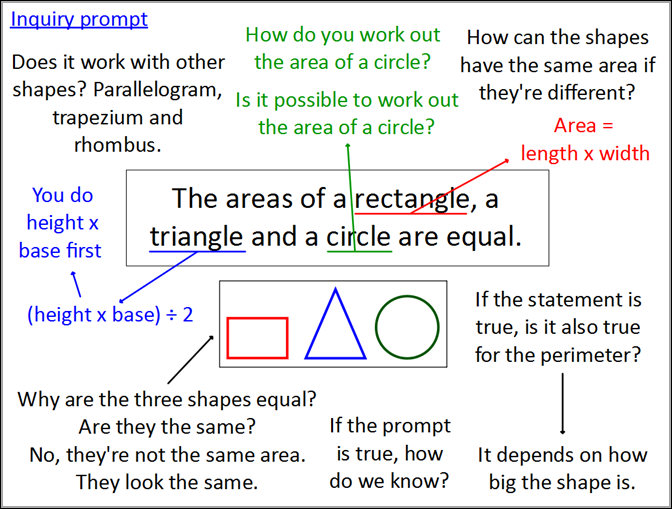 Inquiry prompt
Does it work with other
shapes? Parallelogram,
trapezium and
rhombus.
How do you work out
the area of a circle?
Is it possible to work out
the area of a circle?
How can the shapes
have the same area if
they're different?
Area =
length x width
You do
height x
base first
(height x base) ÷ 2
The areas of a rectangle, a
triangle and a circle are equal.
If the statement is
true, is it also true
for the perimeter?
Why are the three shapes equal?
Are they the same?
No, they're not the same area.
They look the same.
If the prompt
is true, how
do we know?
It depends on how
big the shape is.